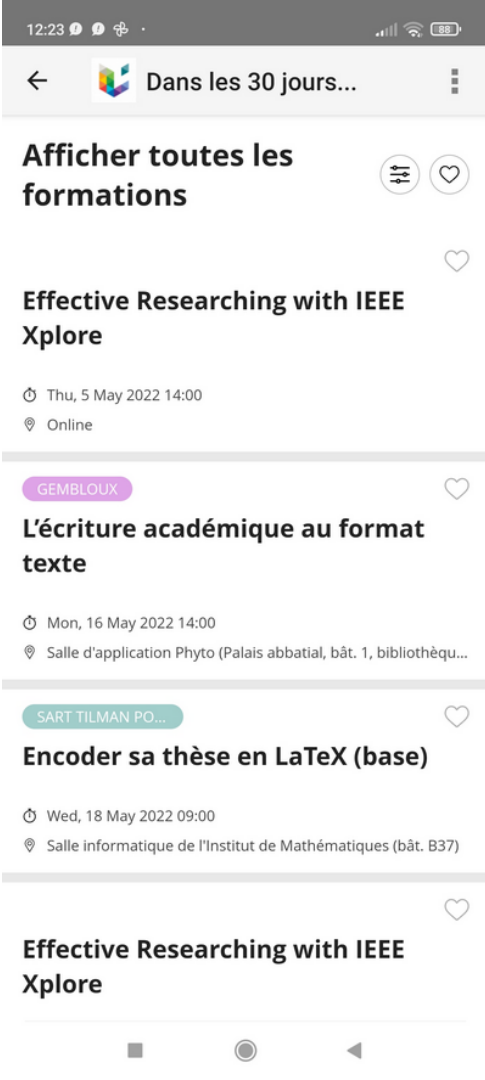 12:23
88
Dans les 30 jours...
Afficher toutes les
formations
Effective Researching with IEEE
Xplore
Thu, 5 May 2022 14:00
Online
GEMBLOUX
L'écriture académique au format
texte
Mon, 16 May 2022 14:00
Salle d'application Phyto (Palais abbatial, bât. 1, bibliothèqu...
SART TILMAN PO...
Encoder sa thèse en LaTeX (base)
Wed, 18 May 2022 09:00
Salle informatique de l'Institut de Mathématiques (bât. B37)
Effective Researching with IEEE
Xplore